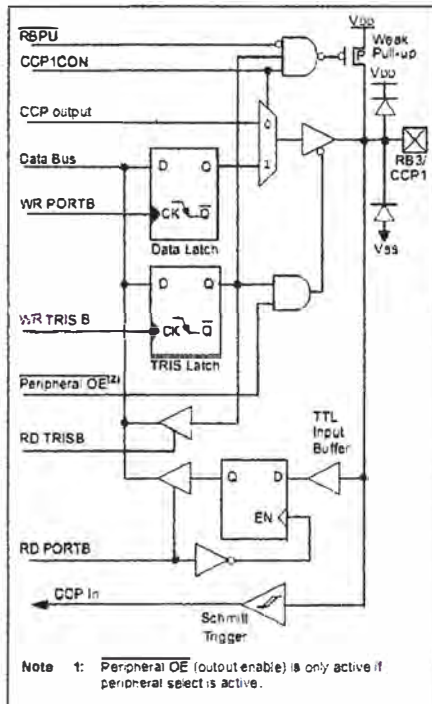 VDD
RBPU
Weak
Pull-up
CCP1CON
VDD
CCP output
0
Data Bus
D Q
1
RB3/
CCP1
WR PORTB
CK Q
Data Latch
VSS
D Q
WR TRISB
CK Q
TRIS Latch
Peripheral OE(2)
RD TRISB
TTL
Input
Buffer
Q D
EN
RD PORTB
CCP In
Schmitt
Trigger
Note 1: Peripheral OE (output enable) is only active if
peripheral select is active.